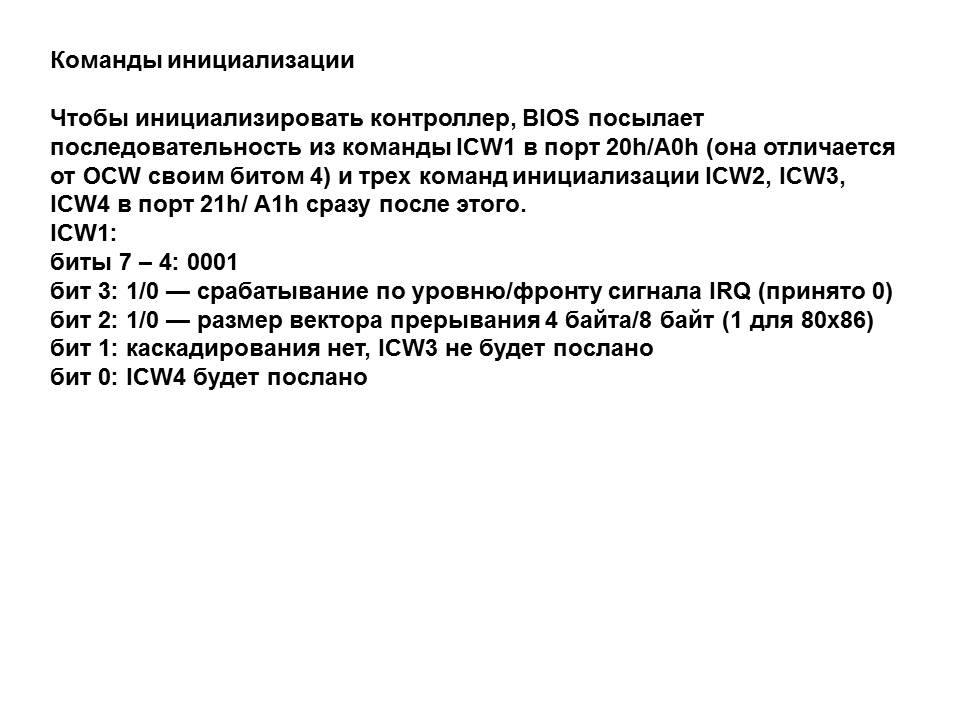 Команды инициализации
Чтобы инициализировать контроллер, BIOS посылает
последовательность из команды ICW1 в порт 20h/A0h (она отличается
от OCW своим битом 4) и трех команд инициализации ICW2, ICW3,
ICW4 в порт 21h/ A1h сразу после этого.
ICW1:
биты 7 – 4: 0001
бит 3: 1/0 — срабатывание по уровню/фронту сигнала IRQ (принято 0)
бит 2: 1/0 — размер вектора прерывания 4 байта/8 байт (1 для 80x86)
бит 1: каскадирования нет, ICW3 не будет послано
бит 0: ICW4 будет послано